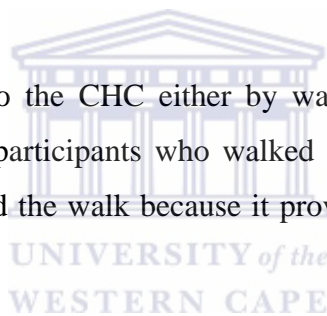 o the CHC either by wa
participants who walked
d the walk because it prov
UNIVERSITY of the
WESTERN CAPE